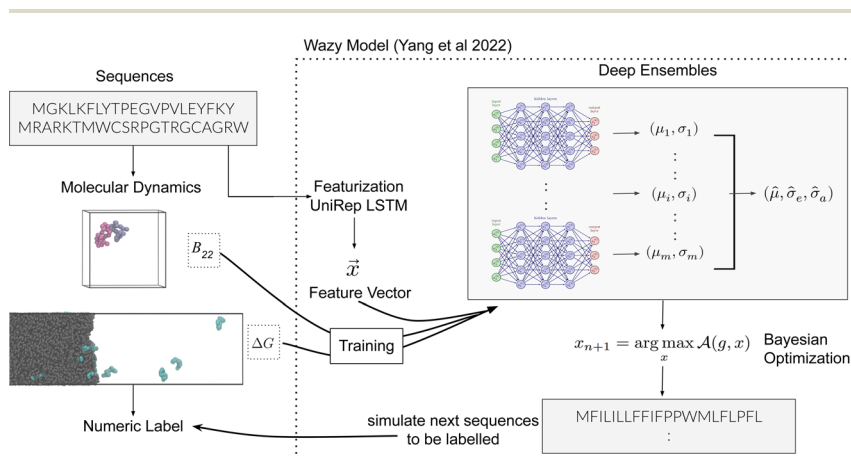 Wazy Model (Yang et al 2022)
Sequences
MGKLKFLYTPEGVPVLEYFKY
MRARKTMWCSRPGTRGCAGRW
Molecular Dynamics
B22
ΔG
Numeric Label
Featurization
UniRep LSTM
x⃗
Feature Vector
Training
Deep Ensembles
(μ₁, σ₁)
⋮
(μᵢ, σᵢ)
⋮
(μₘ, σₘ)
(μ̂, σ̂ₑ, σ̂ₐ)
xₙ₊₁ = arg max A(g, x)
x
Bayesian
Optimization
MFILILLFFIFPPWMLFLPFL
⋮
simulate next sequences
to be labelled